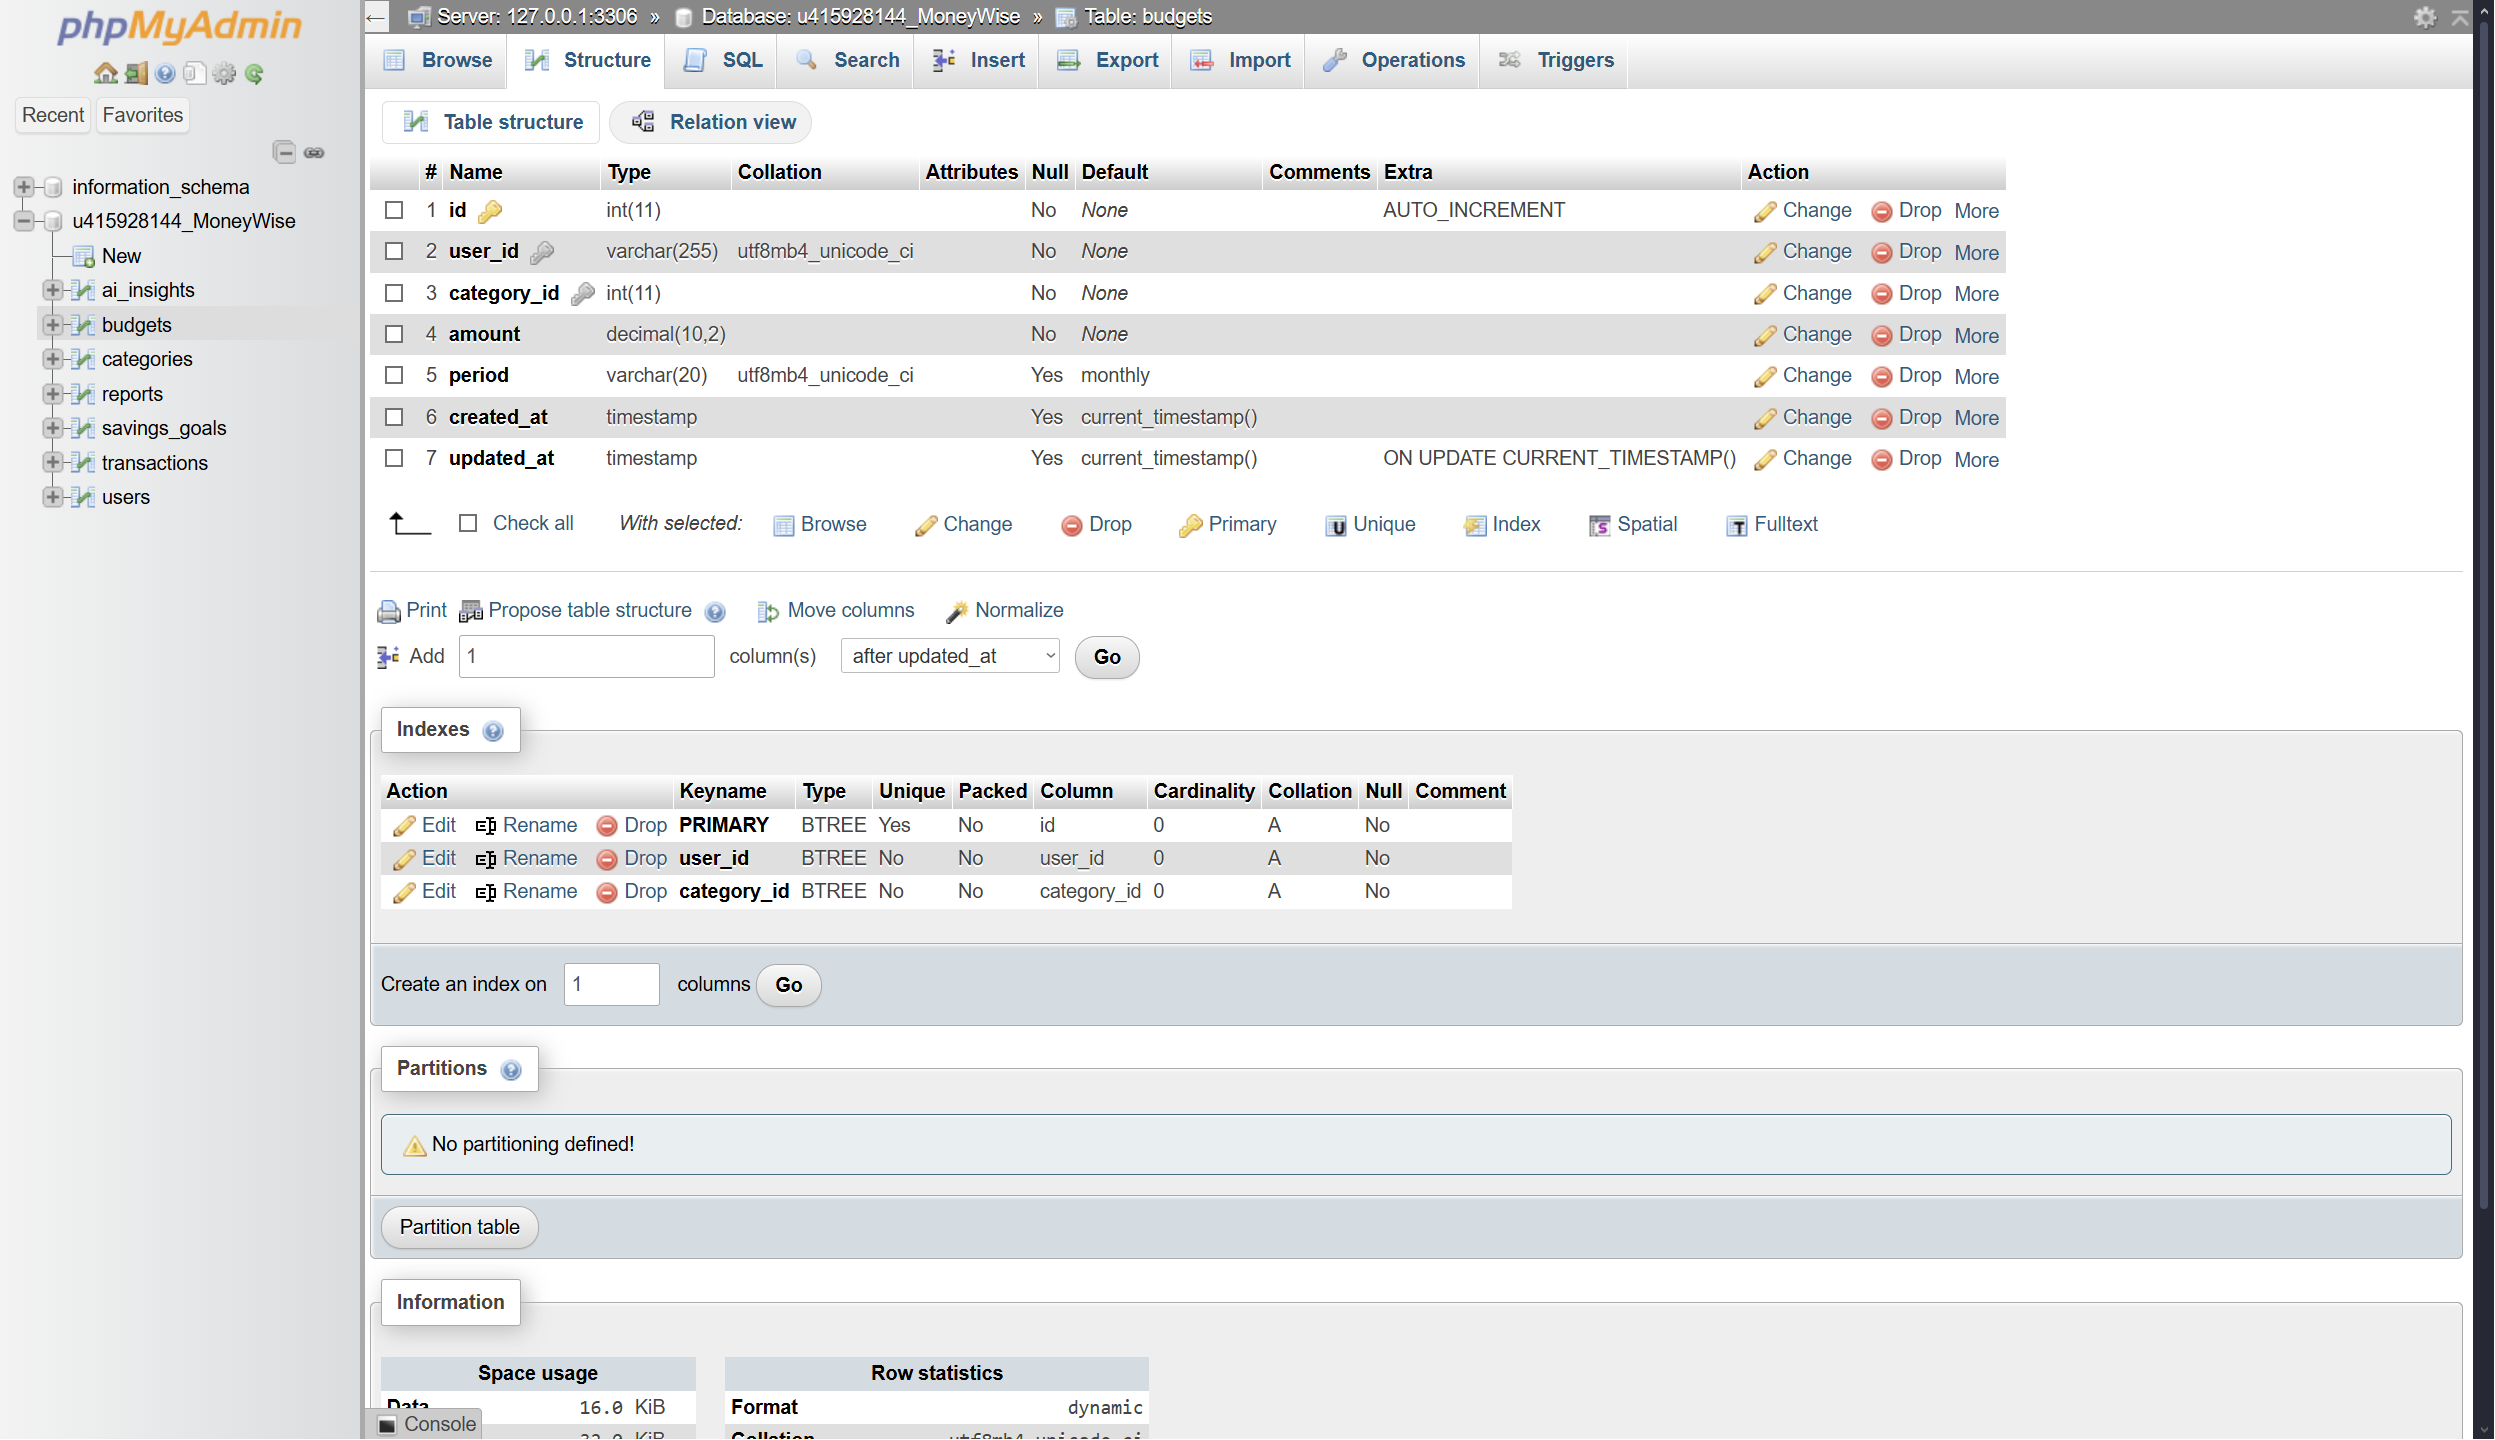 phpMyAdmin
Recent Favorites
information_schema
u415928144_MoneyWise
New
ai_insights
budgets
categories
reports
savings_goals
transactions
users
Server: 127.0.0.1:3306 » Database: u415928144_MoneyWise » Table: budgets
Browse Structure SQL Search Insert Export Import Operations Triggers
Table structure Relation view
# Name Type Collation Attributes Null Default Comments Extra Action
1 id int(11) No None AUTO_INCREMENT Change Drop More
2 user_id varchar(255) utf8mb4_unicode_ci No None Change Drop More
3 category_id int(11) No None Change Drop More
4 amount decimal(10,2) No None Change Drop More
5 period varchar(20) utf8mb4_unicode_ci Yes monthly Change Drop More
6 created_at timestamp Yes current_timestamp() Change Drop More
7 updated_at timestamp Yes current_timestamp() ON UPDATE CURRENT_TIMESTAMP() Change Drop More
Check all With selected: Browse Change Drop Primary Unique Index Spatial Fulltext
Print Propose table structure Move columns Normalize
Add 1 column(s) after updated_at Go
Indexes
Action Keyname Type Unique Packed Column Cardinality Collation Null Comment
Edit Rename Drop PRIMARY BTREE Yes No id 0 A No
Edit Rename Drop user_id BTREE No No user_id 0 A No
Edit Rename Drop category_id BTREE No No category_id 0 A No
Create an index on 1 columns Go
Partitions
No partitioning defined!
Partition table
Information
Space usage Row statistics
Data 16.0 KiB Format dynamic
Console 32.0 KiB Collation utf8mb4_unicode_ci